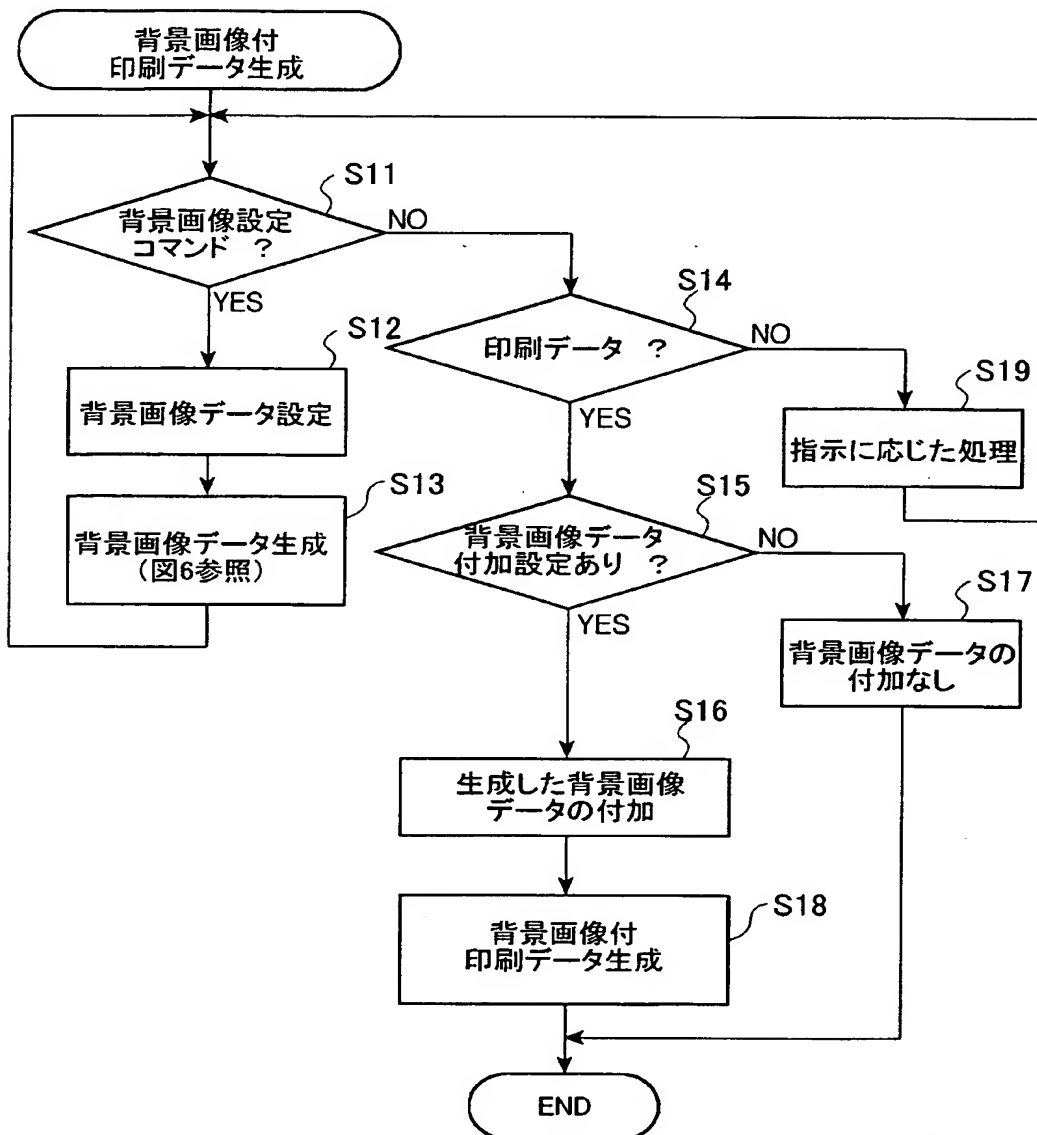 背景画像付
印刷データ生成
S11
背景画像設定
コマンド ?
NO
YES
S14
印刷データ ?
NO
YES
S12
背景画像データ設定
S19
指示に応じた処理
S13
背景画像データ生成
(図6参照)
S15
背景画像データ
付加設定あり ?
NO
YES
S17
背景画像データの
付加なし
S16
生成した背景画像
データの付加
S18
背景画像付
印刷データ生成
END